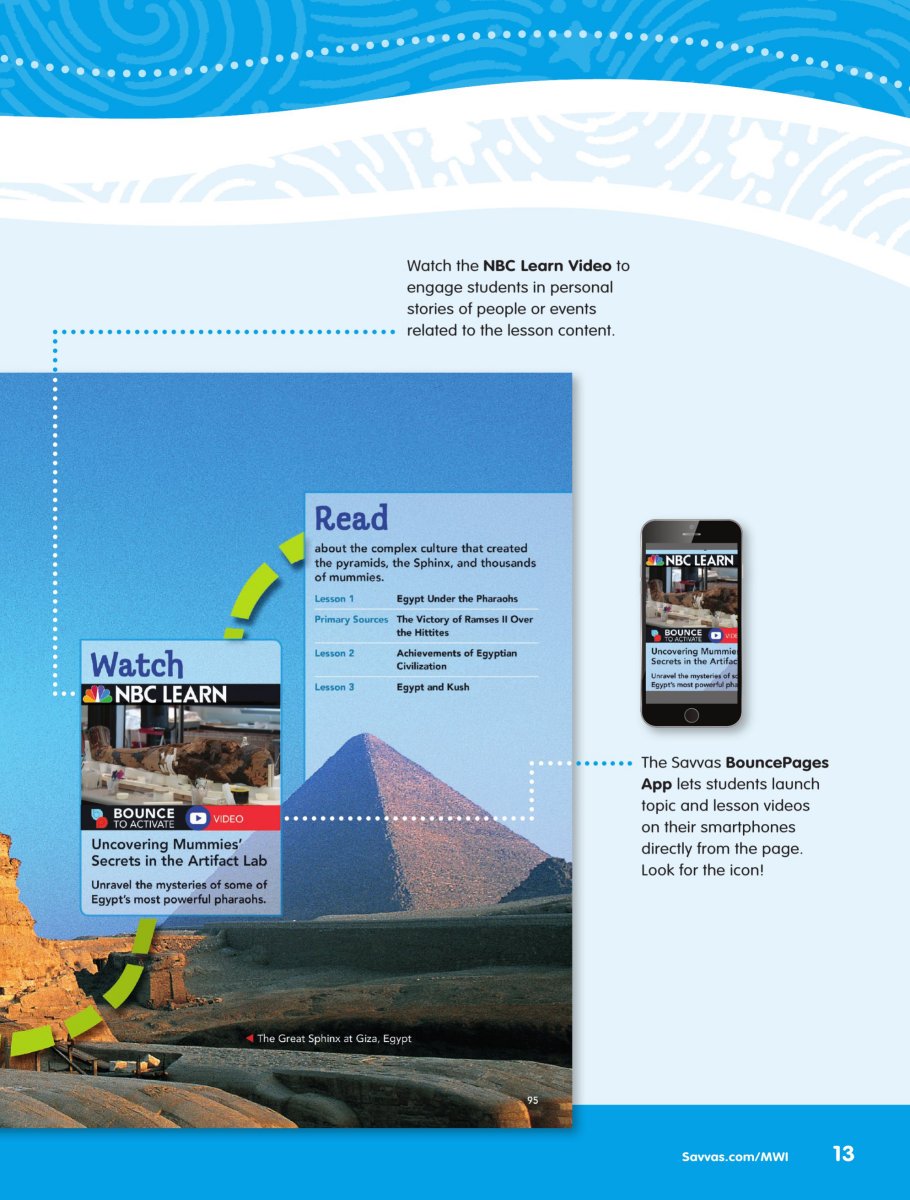 Watch the NBC Learn Video to
engage students in personal
stories of people or events
related to the lesson content.
Read
about the complex culture that created
the pyramids, the Sphinx, and thousands
of mummies.
Lesson 1 Egypt Under the Pharaohs
Primary Sources The Victory of Ramses II Over
the Hittites
Lesson 2 Achievements of Egyptian
Civilization
Lesson 3 Egypt and Kush
Watch
NBC LEARN
BOUNCE
TO ACTIVATE
VIDEO
Uncovering Mummies'
Secrets in the Artifact Lab
Unravel the mysteries of some of
Egypt's most powerful pharaohs.
NBC LEARN
BOUNCE
TO ACTIVATE
VIDE
Uncovering Mummie
Secrets in the Artifac
Unravel the mysteries of so
Egypt's most powerful pha
The Savvas BouncePages
App lets students launch
topic and lesson videos
on their smartphones
directly from the page.
Look for the icon!
The Great Sphinx at Giza, Egypt
95
Savvas.com/MWI 13